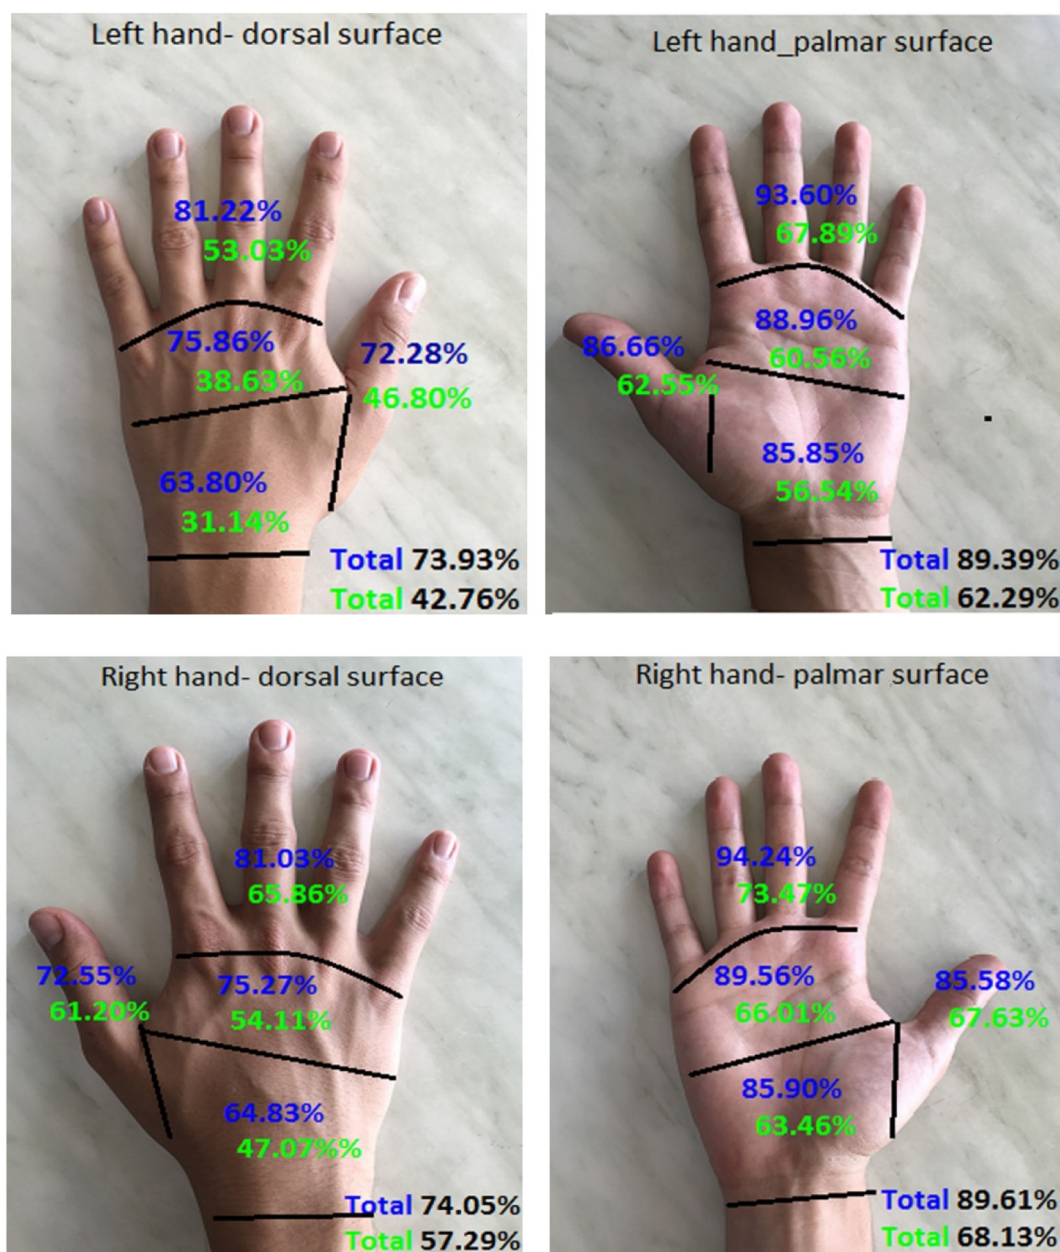 Left hand- dorsal surface
81.22%
53.03%
75.86%
38.63%
72.28%
46.80%
63.80%
31.14%
Total 73.93%
Total 42.76%
Left hand_palmar surface
93.60%
67.89%
88.96%
60.56%
86.66%
62.55%
85.85%
56.54%
Total 89.39%
Total 62.29%
Right hand- dorsal surface
81.03%
65.86%
72.55%
61.20%
75.27%
54.11%
64.83%
47.07%%
Total 74.05%
Total 57.29%
Right hand- palmar surface
94.24%
73.47%
89.56%
66.01%
85.58%
67.63%
85.90%
63.46%
Total 89.61%
Total 68.13%